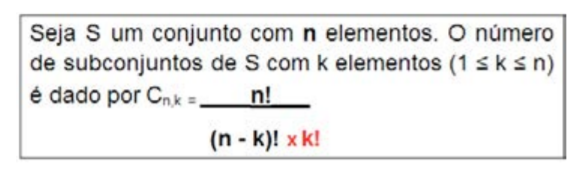 Seja S um conjunto com n elementos. O número
de subconjuntos de S com k elementos (1 ≤ k ≤ n)
é dado por Cn,k = n!
(n - k)! x k!